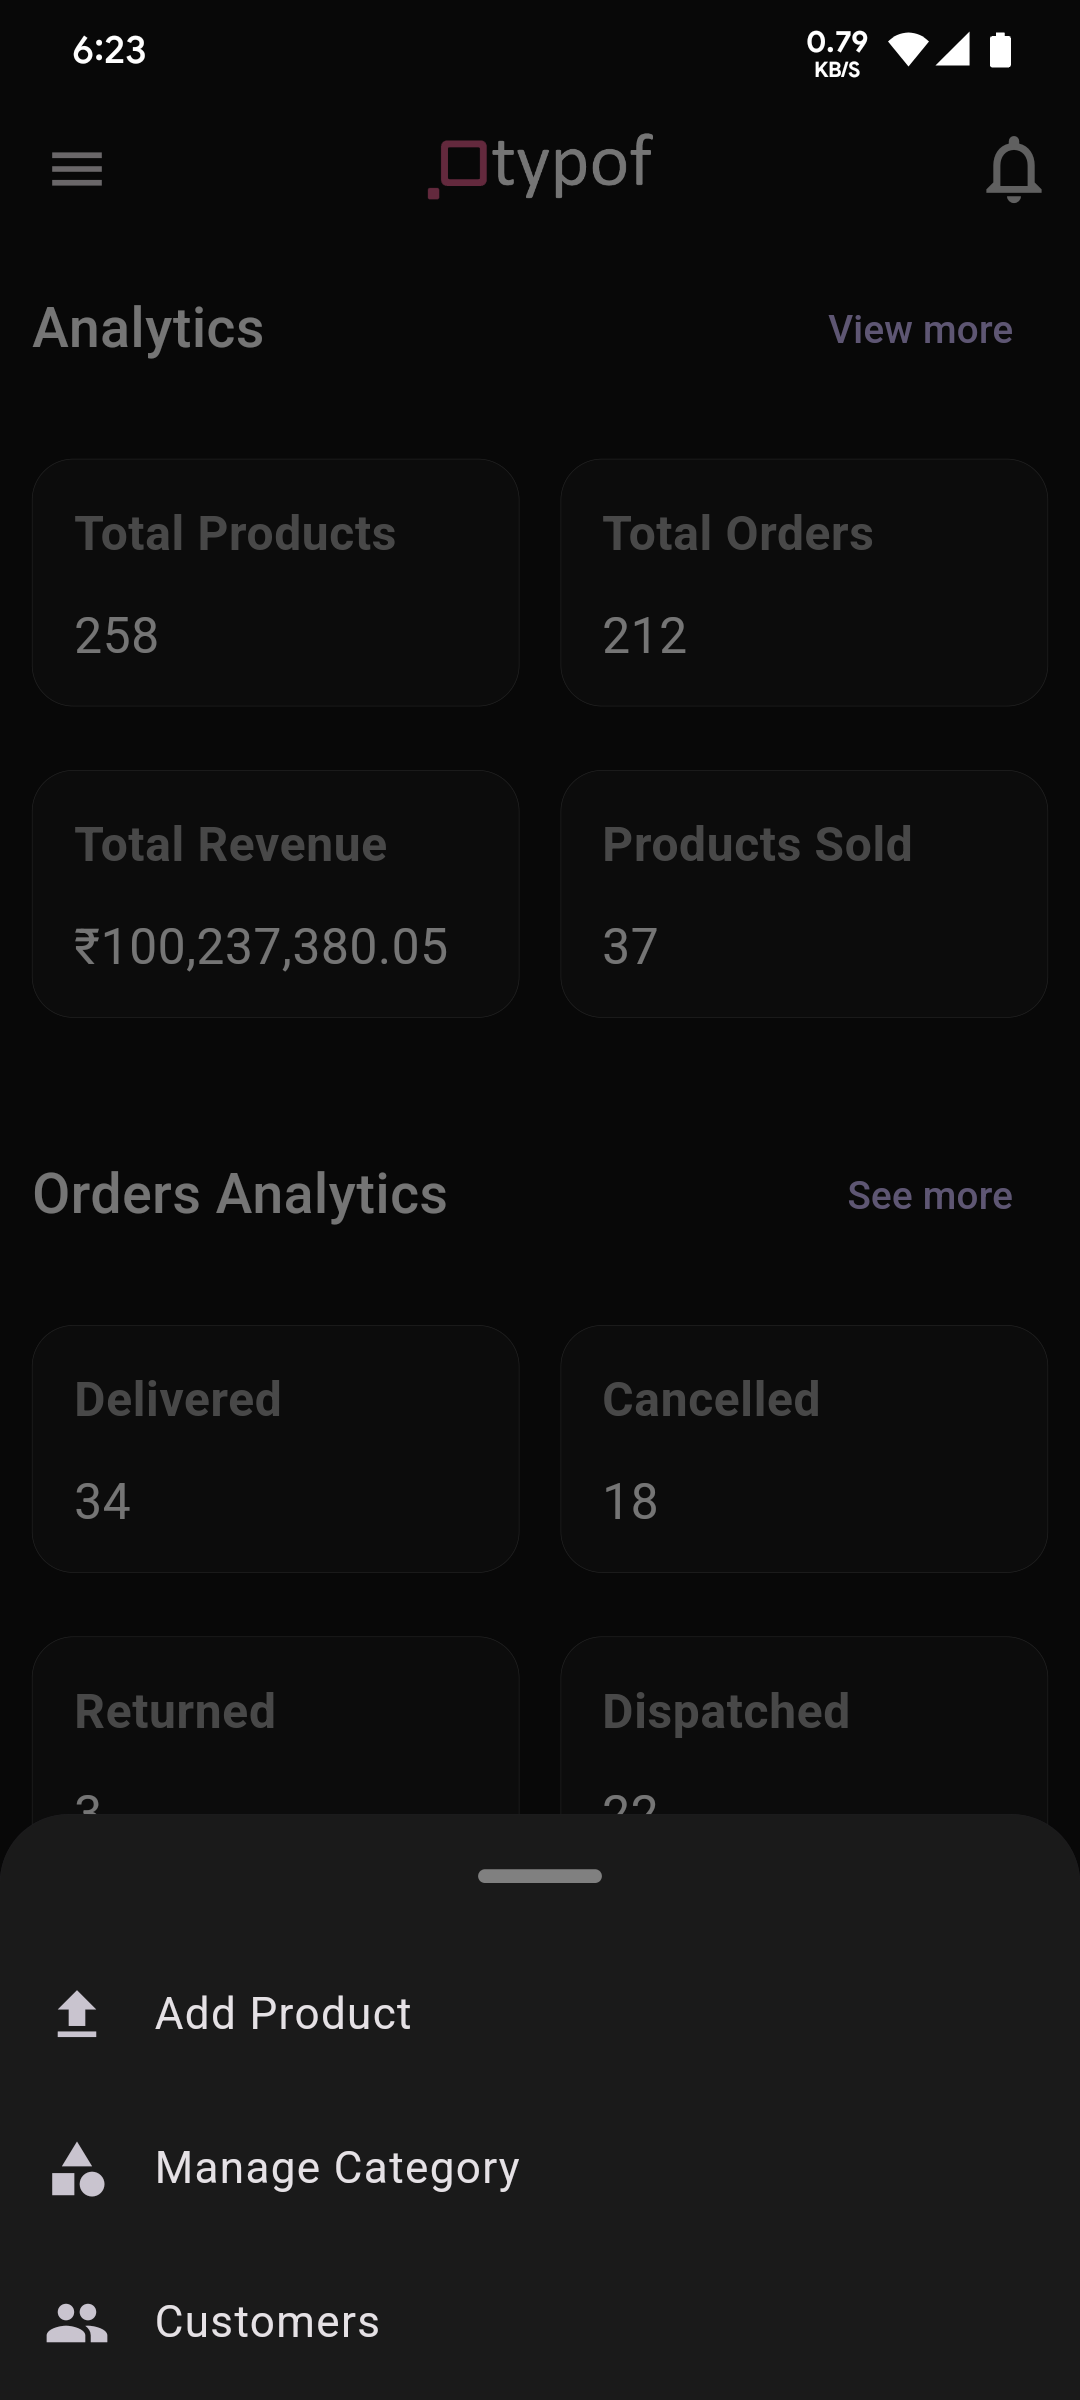 6:23
0.79
KB/S
typof
Analytics
View more
Total Products
Total Orders
258
212
Total Revenue
Products Sold
₹100,237,380.05
37
Orders Analytics
See more
Delivered
Cancelled
34
18
Returned
Dispatched
3
22
Add Product
Manage Category
Customers